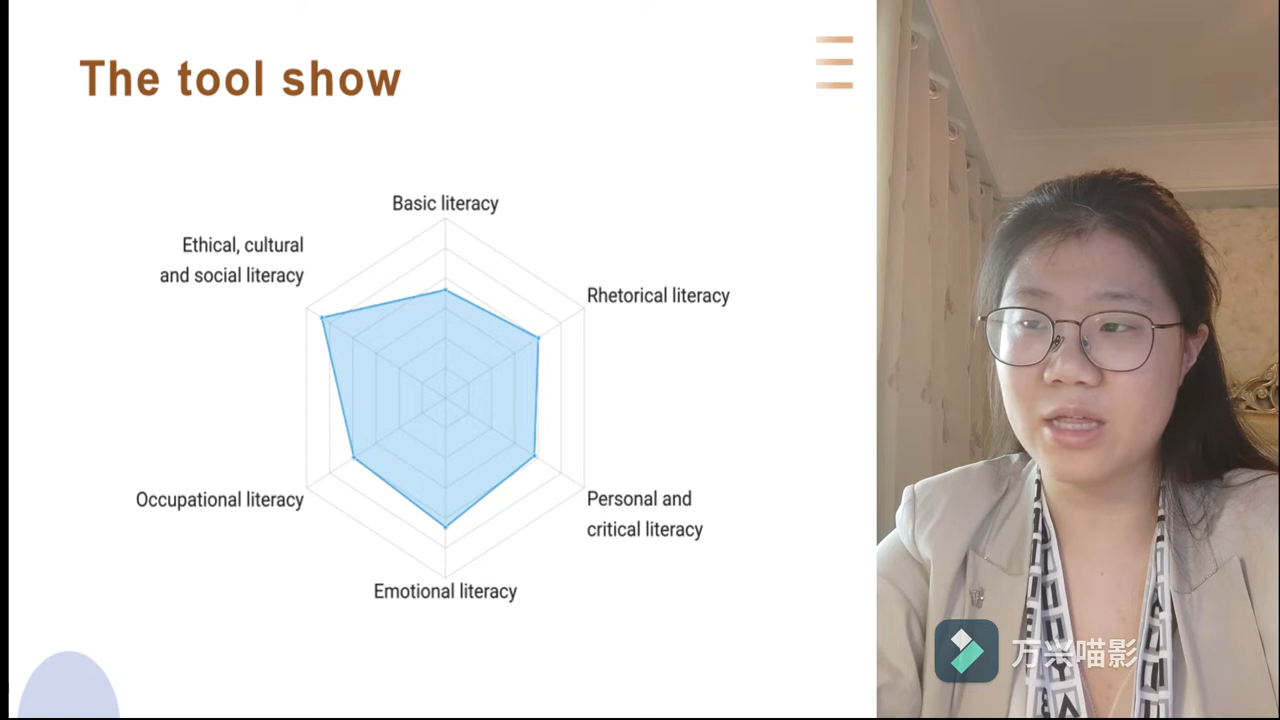 The tool show
Basic literacy
Ethical, cultural
and social literacy
Rhetorical literacy
Occupational literacy
Personal and
critical literacy
Emotional literacy
万兴喵影